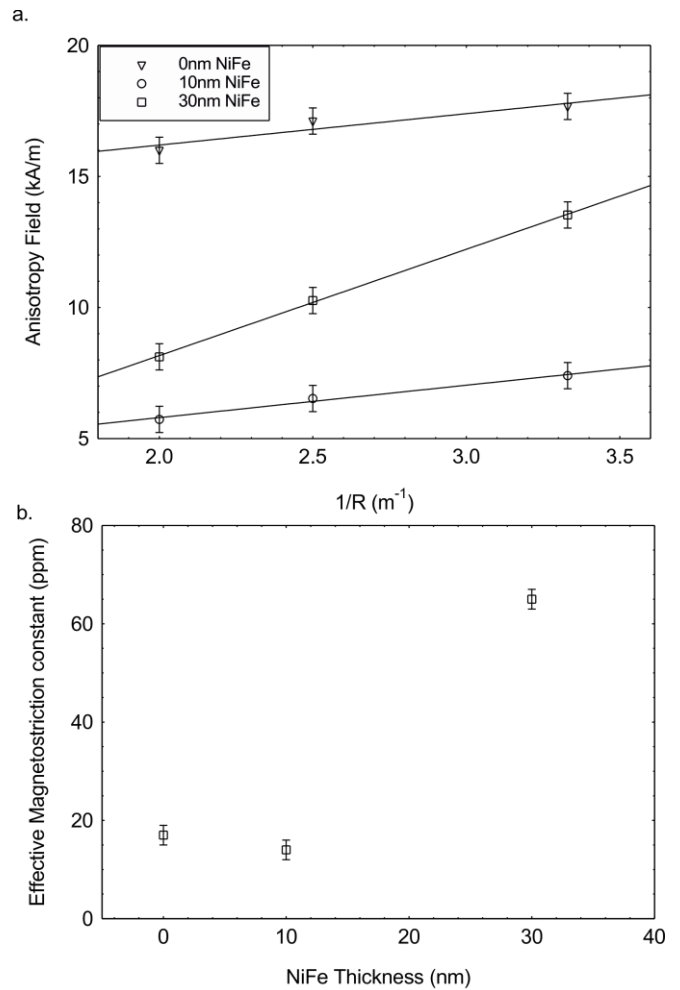 a.
20
15
10
5
Anisotropy Field (kA/m)
0nm NiFe
10nm NiFe
30nm NiFe
2.0 2.5 3.0 3.5
1/R (m⁻¹)
b.
80
60
40
20
0
Effective Magnetostriction constant (ppm)
0 10 20 30 40
NiFe Thickness (nm)